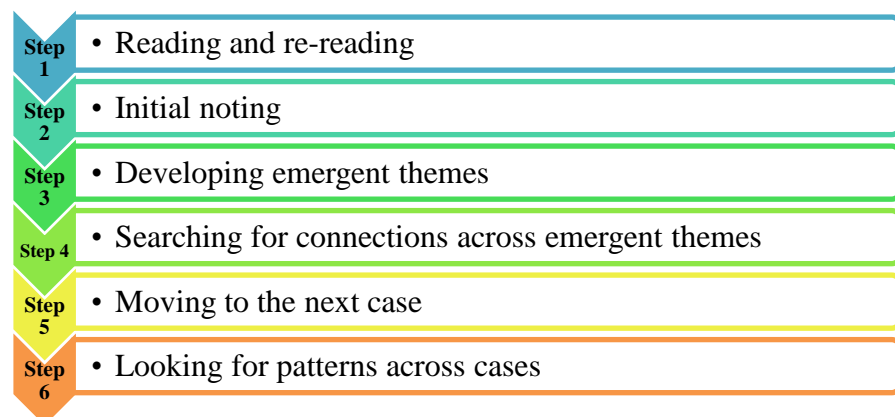 Step
1
• Reading and re-reading
Step
2
• Initial noting
Step
3
• Developing emergent themes
Step 4
• Searching for connections across emergent themes
Step
5
• Moving to the next case
Step
6
• Looking for patterns across cases